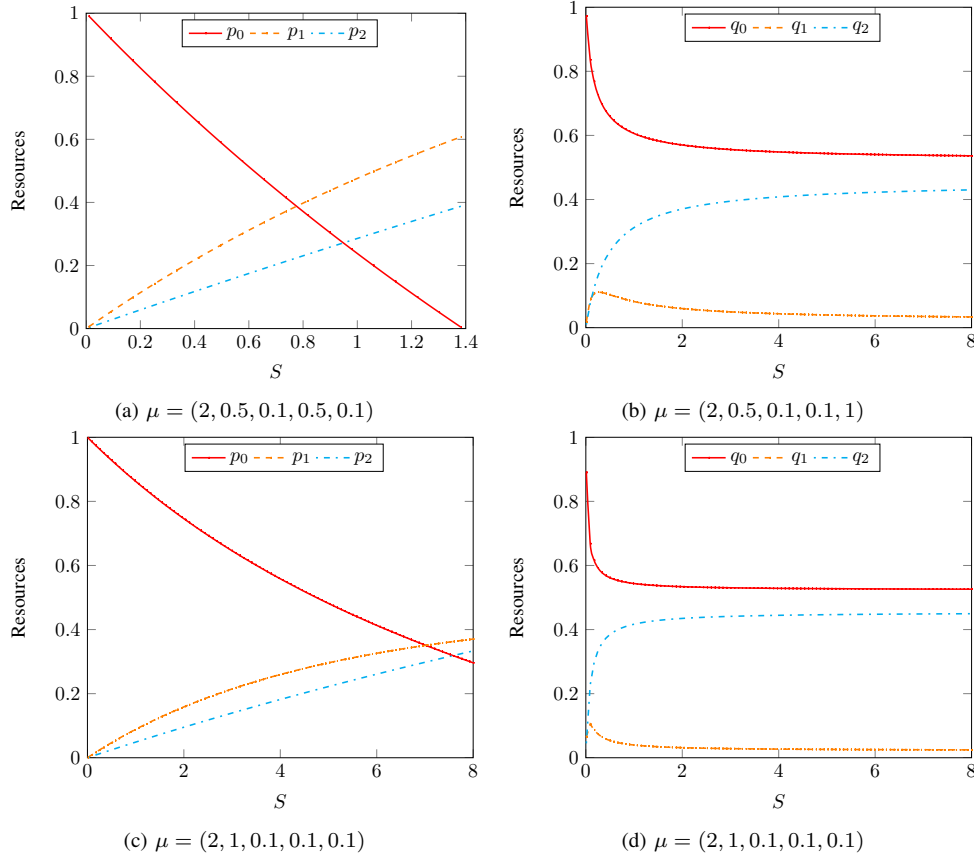 p₀ p₁ p₂
1
0.8
0.6
0.4
0.2
0
Resources
0 0.2 0.4 0.6 0.8 1 1.2 1.4
S
(a) μ = (2, 0.5, 0.1, 0.5, 0.1)
q₀ q₁ q₂
1
0.8
0.6
0.4
0.2
0
Resources
0 2 4 6 8
S
(b) μ = (2, 0.5, 0.1, 0.1, 1)
p₀ p₁ p₂
1
0.8
0.6
0.4
0.2
0
Resources
0 2 4 6 8
S
(c) μ = (2, 1, 0.1, 0.1, 0.1)
q₀ q₁ q₂
1
0.8
0.6
0.4
0.2
0
Resources
0 2 4 6 8
S
(d) μ = (2, 1, 0.1, 0.1, 0.1)